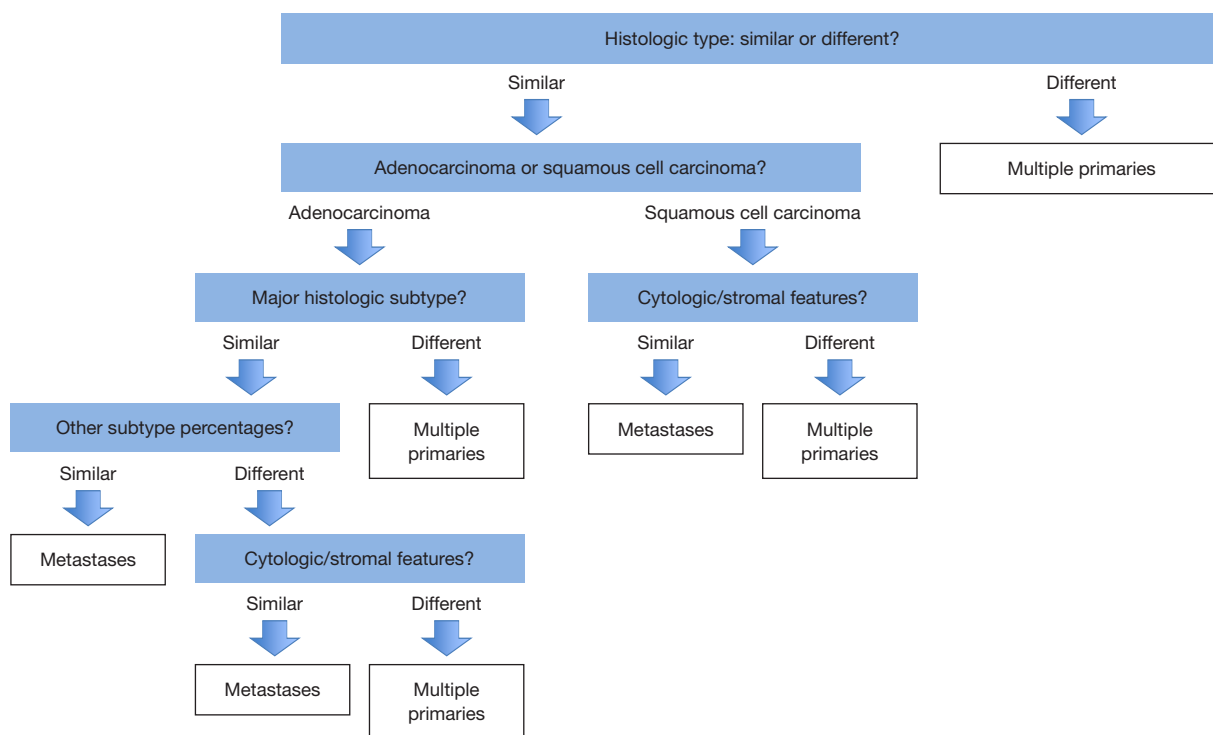 Histologic type: similar or different?
Similar
Different
Adenocarcinoma or squamous cell carcinoma?
Multiple primaries
Adenocarcinoma
Squamous cell carcinoma
Major histologic subtype?
Cytologic/stromal features?
Similar
Different
Similar
Different
Other subtype percentages?
Multiple
primaries
Metastases
Multiple
primaries
Similar
Different
Metastases
Cytologic/stromal features?
Similar
Different
Metastases
Multiple
primaries